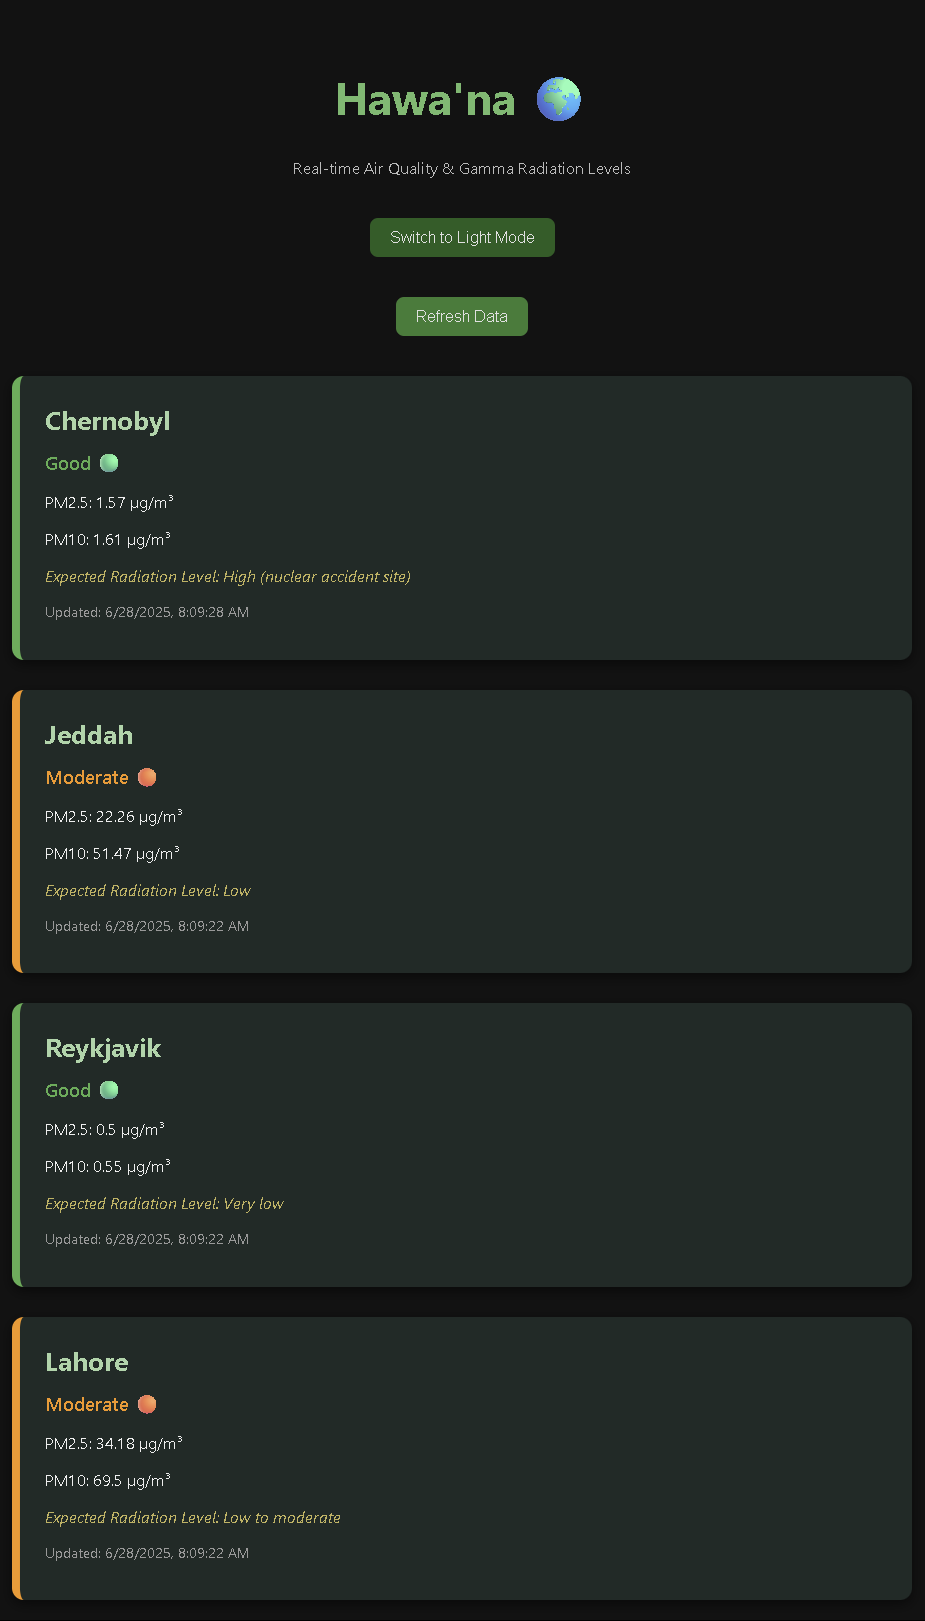 Hawa'na 🌍
Real-time Air Quality & Gamma Radiation Levels
Switch to Light Mode
Refresh Data
Chernobyl
Good
PM2.5: 1.57 µg/m³
PM10: 1.61 µg/m³
Expected Radiation Level: High (nuclear accident site)
Updated: 6/28/2025, 8:09:28 AM
Jeddah
Moderate
PM2.5: 22.26 µg/m³
PM10: 51.47 µg/m³
Expected Radiation Level: Low
Updated: 6/28/2025, 8:09:22 AM
Reykjavik
Good
PM2.5: 0.5 µg/m³
PM10: 0.55 µg/m³
Expected Radiation Level: Very low
Updated: 6/28/2025, 8:09:22 AM
Lahore
Moderate
PM2.5: 34.18 µg/m³
PM10: 69.5 µg/m³
Expected Radiation Level: Low to moderate
Updated: 6/28/2025, 8:09:22 AM